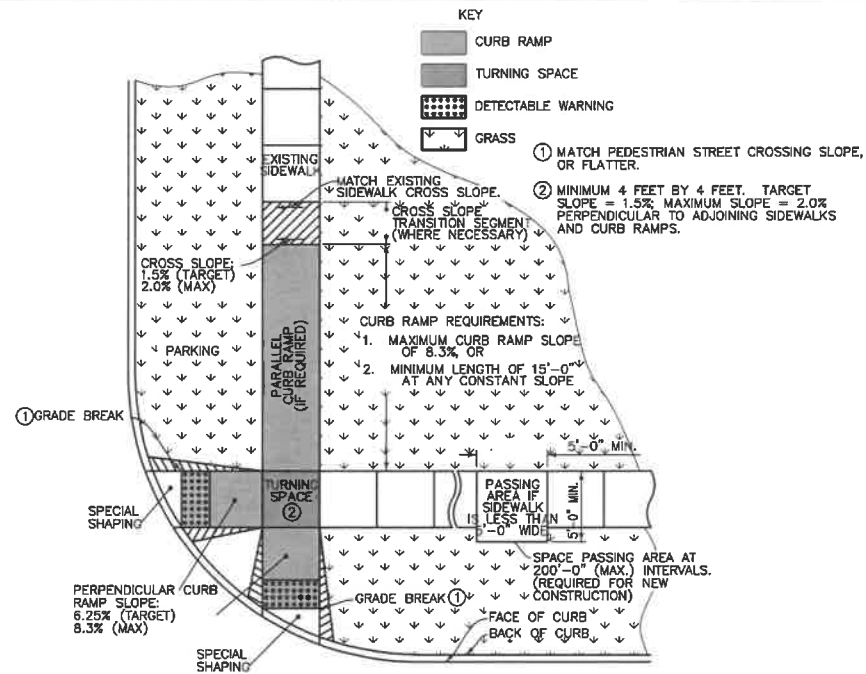 KEY
CURB RAMP
TURNING SPACE
DETECTABLE WARNING
GRASS
① MATCH PEDESTRIAN STREET CROSSING SLOPE,
OR FLATTER.
② MINIMUM 4 FEET BY 4 FEET. TARGET
SLOPE = 1.5%; MAXIMUM SLOPE = 2.0%
PERPENDICULAR TO ADJOINING SIDEWALKS
AND CURB RAMPS.
EXISTING
SIDEWALK
MATCH EXISTING
SIDEWALK CROSS SLOPE.
CROSS SLOPE
TRANSITION SEGMENT
(WHERE NECESSARY)
CROSS SLOPE:
1.5% (TARGET)
2.0% (MAX)
PARKING
PARALLEL
CURB RAMP
(IF REQUIRED)
CURB RAMP REQUIREMENTS:
1. MAXIMUM CURB RAMP SLOPE
OF 8.3%, OR
2. MINIMUM LENGTH OF 15'-0"
AT ANY CONSTANT SLOPE
① GRADE BREAK
5'-0" MIN.
SPECIAL
SHAPING
TURNING
SPACE
②
PASSING
AREA IF
SIDEWALK
IS LESS THAN
5'-0" WIDE
5'-0" MIN.
SPACE PASSING AREA AT
200'-0" (MAX.) INTERVALS.
(REQUIRED FOR NEW
CONSTRUCTION)
PERPENDICULAR CURB
RAMP SLOPE:
6.25% (TARGET)
8.3% (MAX)
GRADE BREAK ①
FACE OF CURB
BACK OF CURB
SPECIAL
SHAPING